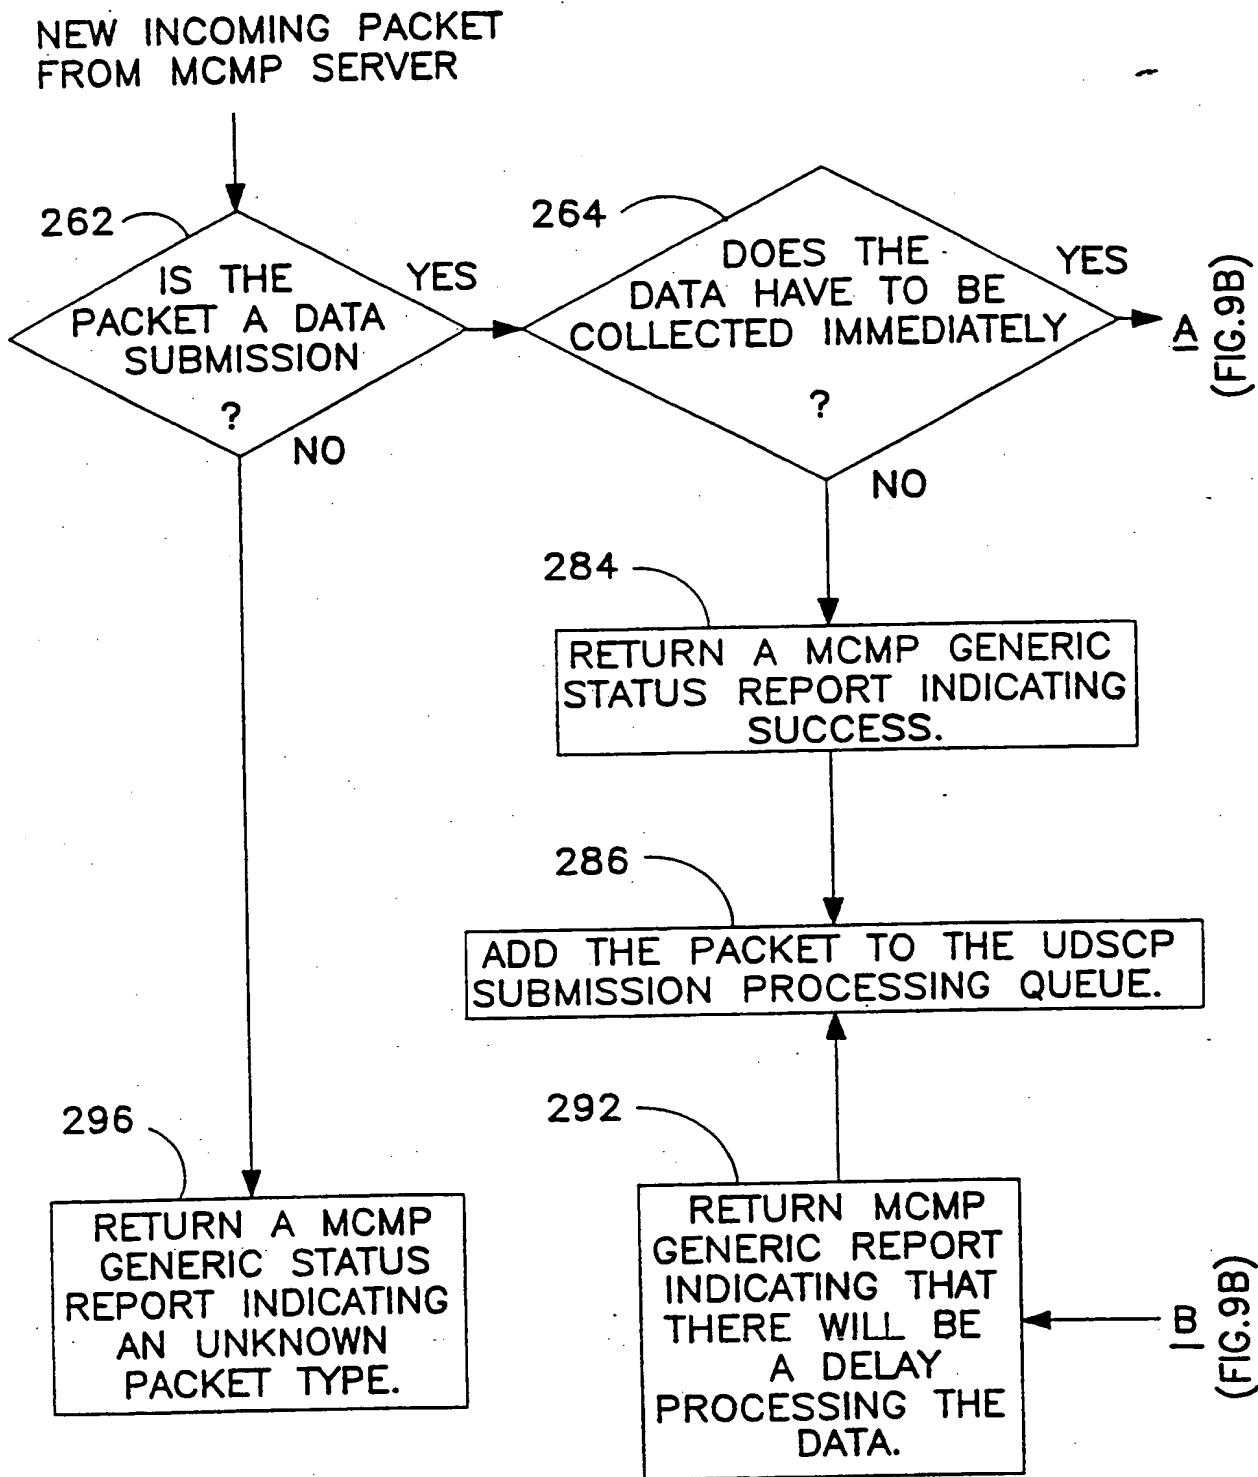 NEW INCOMING PACKET
FROM MCMP SERVER
262
IS THE
PACKET A DATA
SUBMISSION
?
YES
NO
264
DOES THE
DATA HAVE TO BE
COLLECTED IMMEDIATELY
?
YES
A
(FIG.9B)
NO
284
RETURN A MCMP GENERIC
STATUS REPORT INDICATING
SUCCESS.
286
ADD THE PACKET TO THE UDSCP
SUBMISSION PROCESSING QUEUE.
296
RETURN A MCMP
GENERIC STATUS
REPORT INDICATING
AN UNKNOWN
PACKET TYPE.
292
RETURN MCMP
GENERIC REPORT
INDICATING THAT
THERE WILL BE
A DELAY
PROCESSING THE
DATA.
B
(FIG.9B)